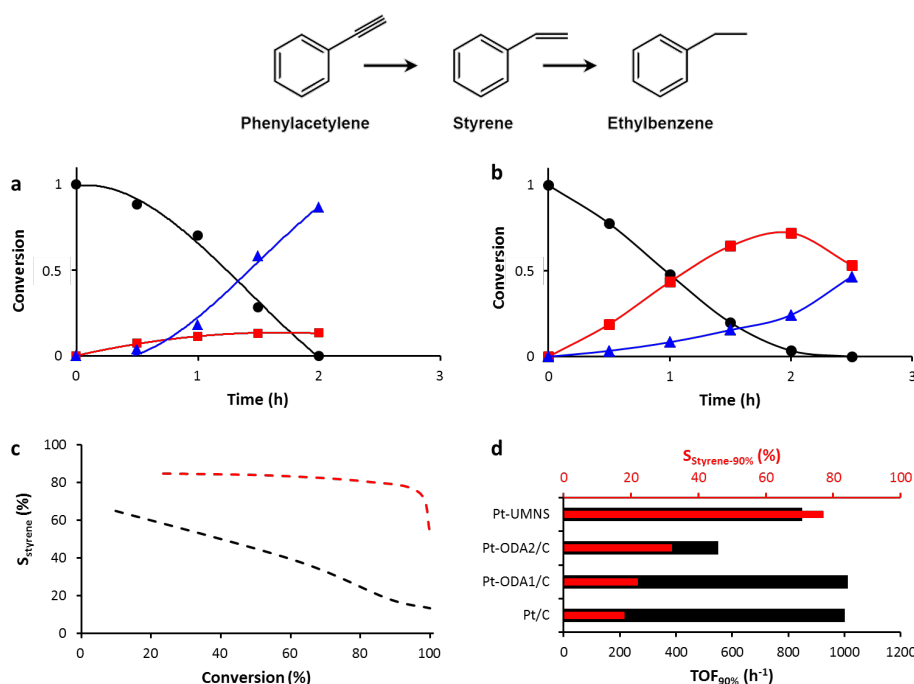 Phenylacetylene Styrene Ethylbenzene
a
1
0.5
0
Conversion
0 1 2 3
Time (h)
b
1
0.5
0
Conversion
0 1 2 3
Time (h)
c
100
80
60
40
20
0
S_styrene (%)
0 20 40 60 80 100
Conversion (%)
d
S_Styrene-90% (%)
0 20 40 60 80 100
Pt-UMNS
Pt-ODA2/C
Pt-ODA1/C
Pt/C
0 200 400 600 800 1000 1200
TOF_90% (h⁻¹)